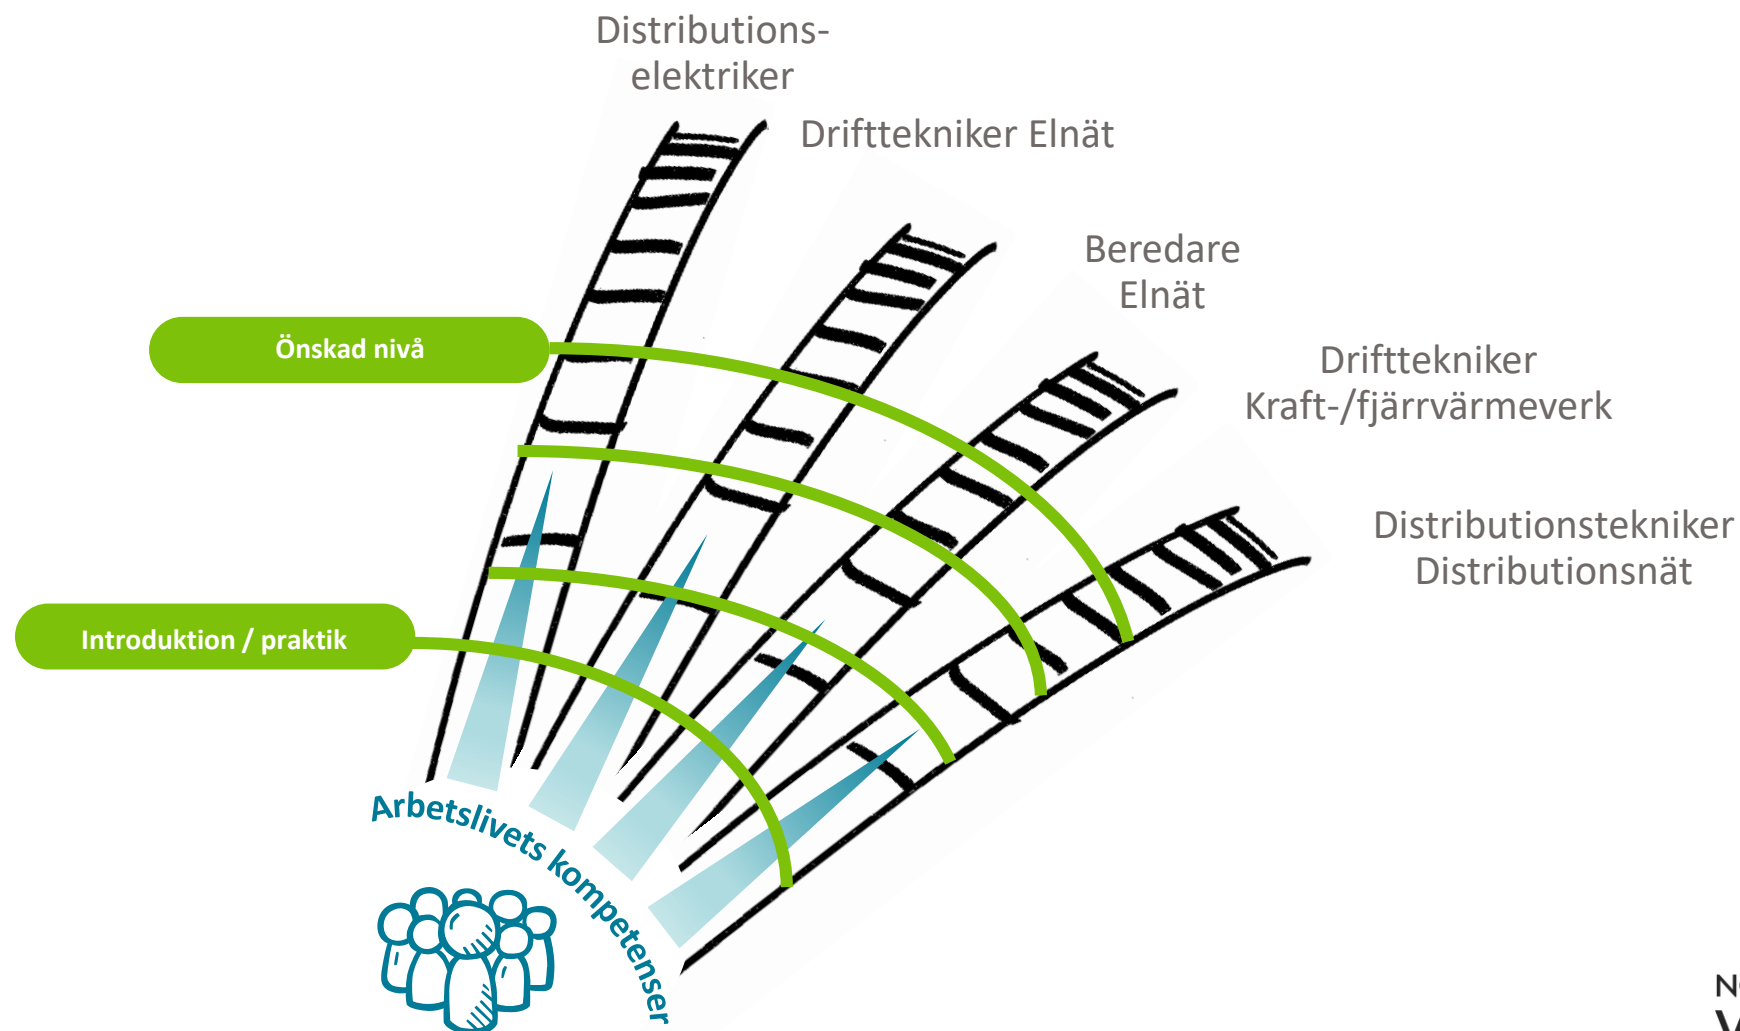 Distributions-
elektriker
Drifttekniker Elnät
Beredare
Elnät
Önskad nivå
Drifttekniker
Kraft-/fjärrvärmeverk
Distributionstekniker
Distributionsnät
Introduktion / praktik
Arbetslivets kompetenser